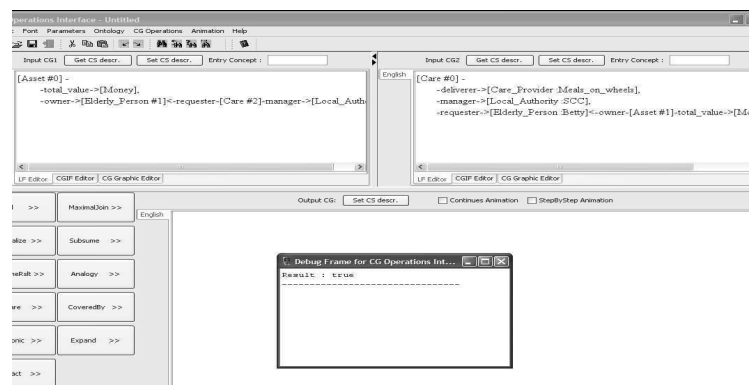 Operations Interface - Untitled
Font Parameters Ontology CG Operations Animation Help
Input CG1 Get CS descr. Set CS descr. Entry Concept :
Input CG2 Get CS descr. Set CS descr. Entry Concept :
[Asset #0] -
-total_value->[Money],
-owner->[Elderly_Person #1]<-requester-[Care #2]-manager->[Local_Auth
English
[Care #0] -
-deliverer->[Care_Provider :Meals_on_wheels],
-manager->[Local_Authority :SCC],
-requester->[Elderly_Person :Betty]<-owner-[Asset #1]-total_value->[Mo
LF Editor CGIF Editor CG Graphic Editor
LF Editor CGIF Editor CG Graphic Editor
Output CG: Set CS descr. Continues Animation StepByStep Animation
>> MaximalJoin >>
English
alize >> Subsume >>
eRslt >> Analogy >>
re >> CoveredBy >>
onic >> Expand >>
act >>
Debug Frame for CG Operations Int...
Result : true
--------------------------------